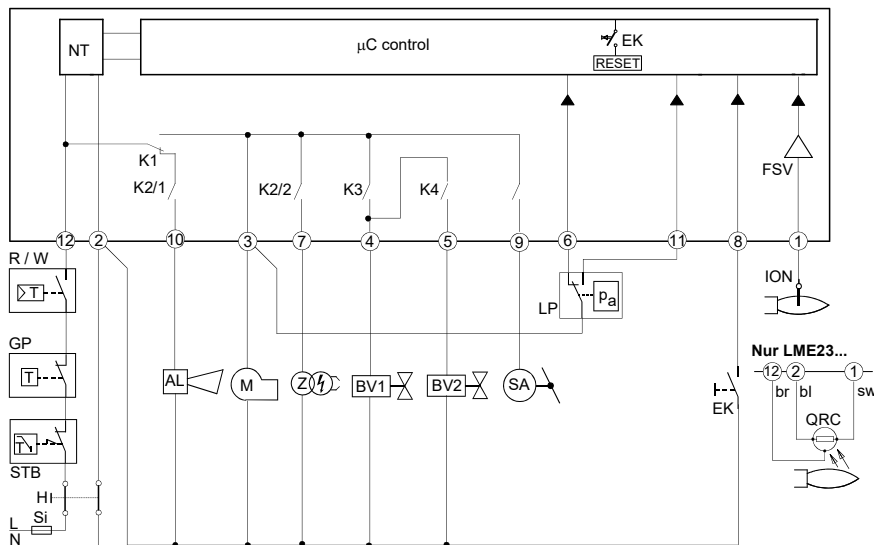 NT
μC control
EK
RESET
FSV
K1
K2/1
K2/2
K3
K4
12
2
10
3
7
4
5
9
6
11
8
1
R / W
T
GP
T
STB
T
H
L
N
Si
AL
M
Z
BV1
BV2
SA
LP
pa
EK
ION
Nur LME23...
12
2
1
br
bl
sw
QRC